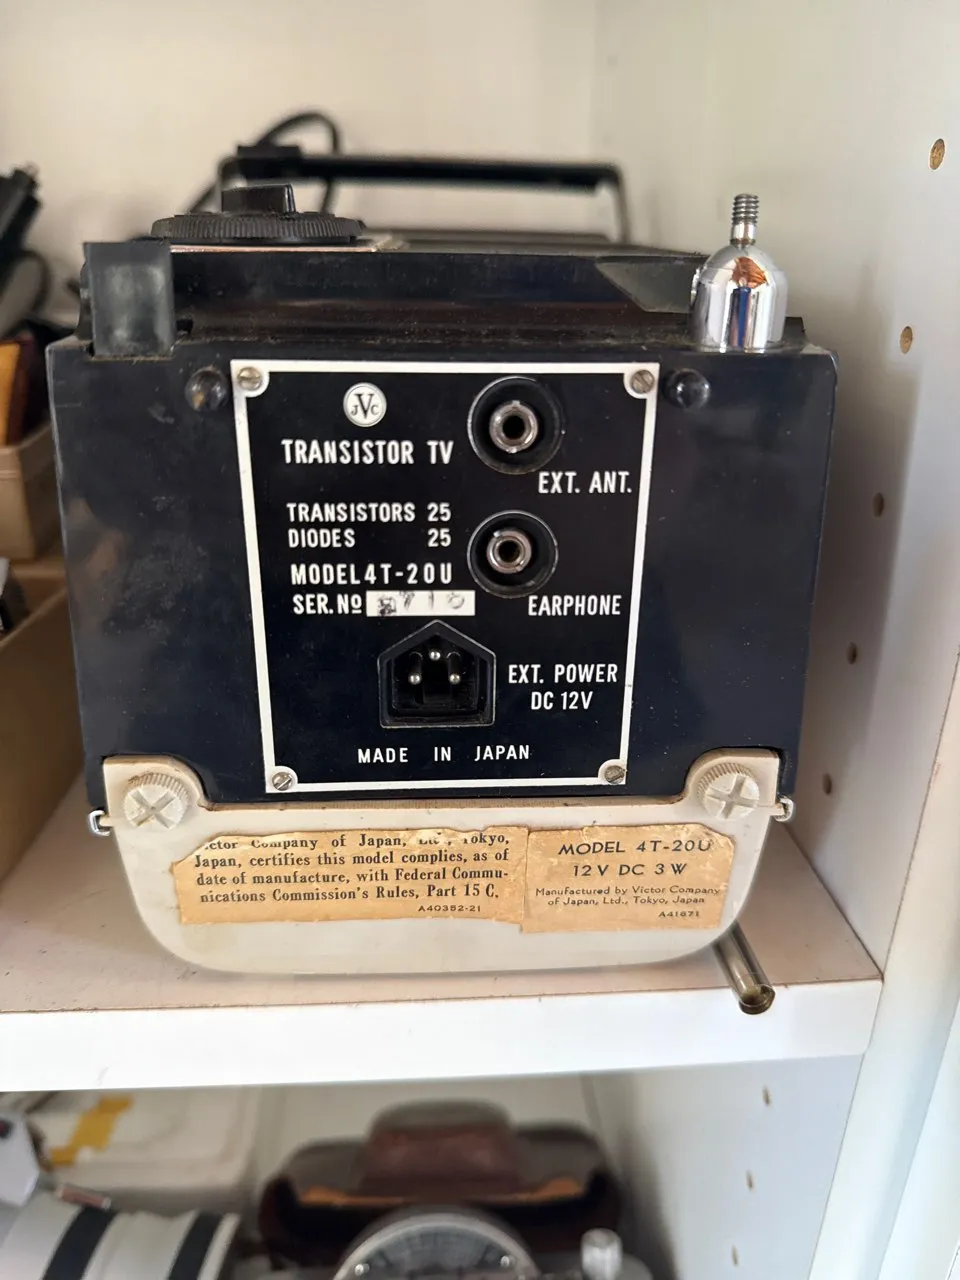 JVC
TRANSISTOR TV
EXT. ANT.
TRANSISTORS 25
DIODES 25
MODEL 4T-20U
SER. Nº
EARPHONE
EXT. POWER
DC 12V
MADE IN JAPAN
Company of Japan, Tokyo,
Japan, certifies this model complies, as of
date of manufacture, with Federal Commu-
nications Commission's Rules, Part 15 C.
A40352-21
MODEL 4T-20U
12V DC 3W
Manufactured by Victor Company
of Japan, Ltd., Tokyo, Japan
A41671